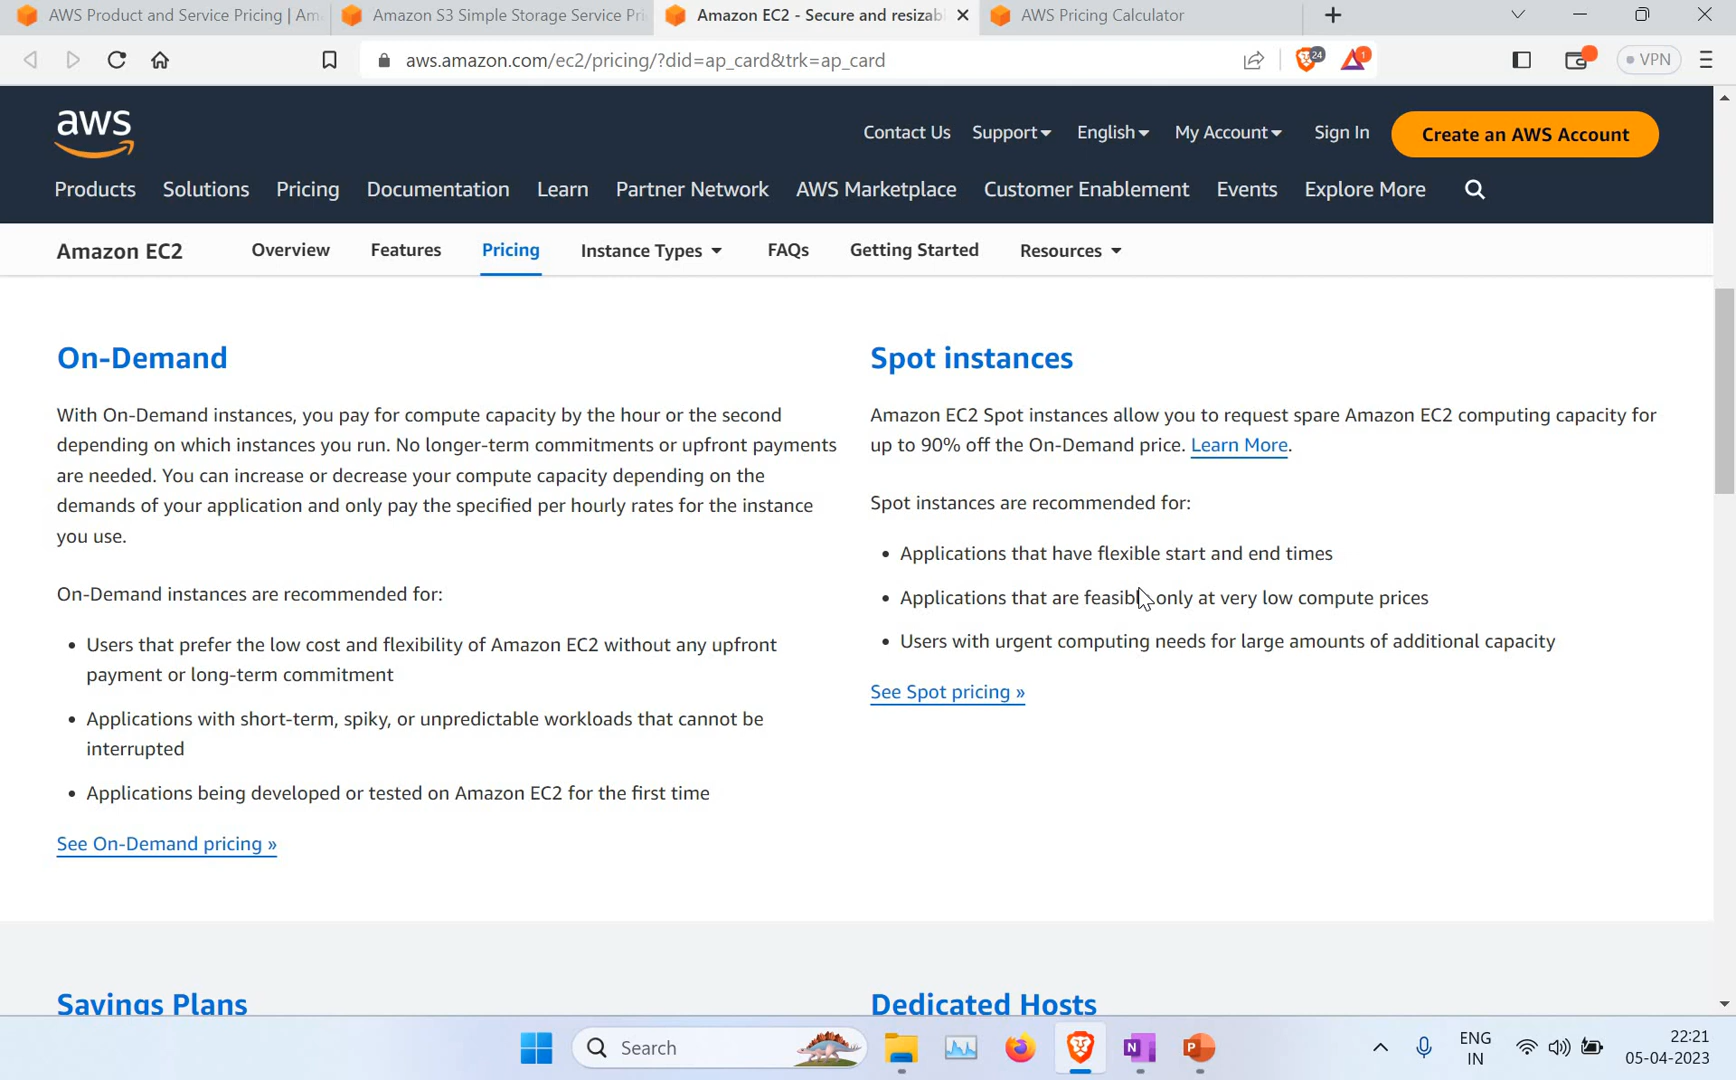 AWS Product and Service Pricing | Am
Amazon S3 Simple Storage Service Pri
Amazon EC2 - Secure and resizabl
AWS Pricing Calculator
aws.amazon.com/ec2/pricing/?did=ap_card&trk=ap_card
24
1
VPN
aws
Contact Us
Support
English
My Account
Sign In
Create an AWS Account
Products
Solutions
Pricing
Documentation
Learn
Partner Network
AWS Marketplace
Customer Enablement
Events
Explore More
Amazon EC2
Overview
Features
Pricing
Instance Types
FAQs
Getting Started
Resources
On-Demand
With On-Demand instances, you pay for compute capacity by the hour or the second
depending on which instances you run. No longer-term commitments or upfront payments
are needed. You can increase or decrease your compute capacity depending on the
demands of your application and only pay the specified per hourly rates for the instance
you use.
On-Demand instances are recommended for:
• Users that prefer the low cost and flexibility of Amazon EC2 without any upfront
payment or long-term commitment
• Applications with short-term, spiky, or unpredictable workloads that cannot be
interrupted
• Applications being developed or tested on Amazon EC2 for the first time
See On-Demand pricing »
Spot instances
Amazon EC2 Spot instances allow you to request spare Amazon EC2 computing capacity for
up to 90% off the On-Demand price. Learn More.
Spot instances are recommended for:
• Applications that have flexible start and end times
• Applications that are feasible only at very low compute prices
• Users with urgent computing needs for large amounts of additional capacity
See Spot pricing »
Savings Plans
Dedicated Hosts
Search
N
P
ENG
IN
22:21
05-04-2023